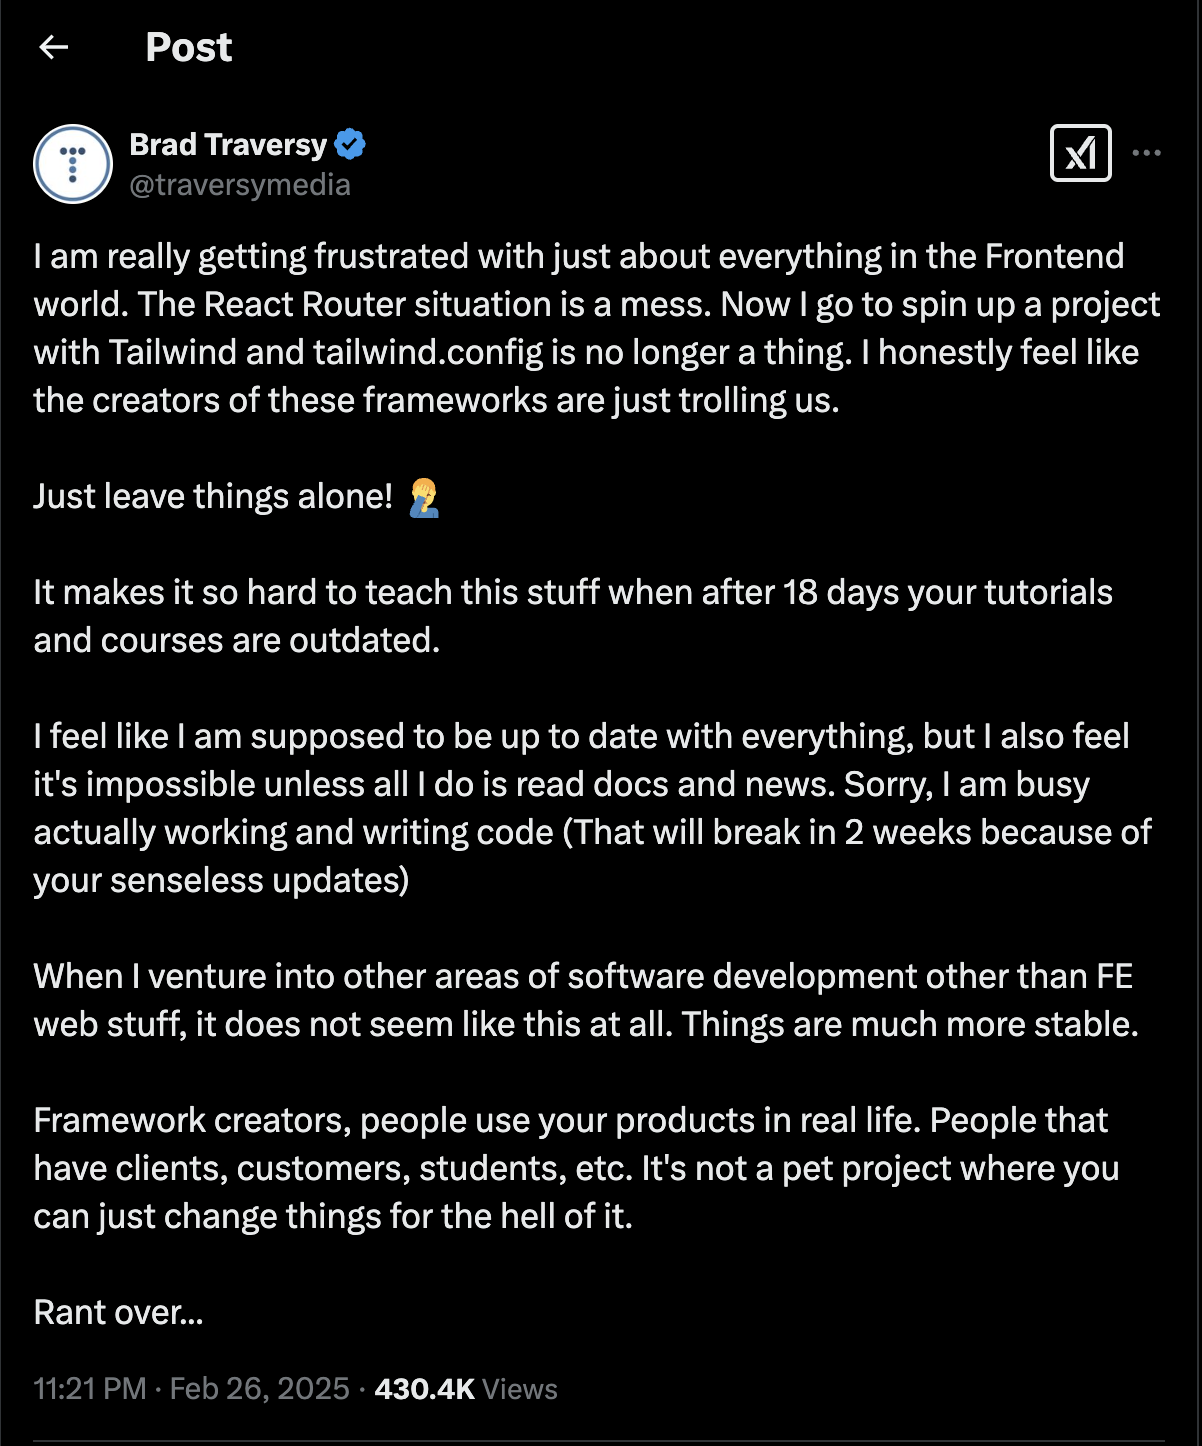 Post
Brad Traversy
@traversymedia
I am really getting frustrated with just about everything in the Frontend
world. The React Router situation is a mess. Now I go to spin up a project
with Tailwind and tailwind.config is no longer a thing. I honestly feel like
the creators of these frameworks are just trolling us.
Just leave things alone! 🤦‍♂️
It makes it so hard to teach this stuff when after 18 days your tutorials
and courses are outdated.
I feel like I am supposed to be up to date with everything, but I also feel
it's impossible unless all I do is read docs and news. Sorry, I am busy
actually working and writing code (That will break in 2 weeks because of
your senseless updates)
When I venture into other areas of software development other than FE
web stuff, it does not seem like this at all. Things are much more stable.
Framework creators, people use your products in real life. People that
have clients, customers, students, etc. It's not a pet project where you
can just change things for the hell of it.
Rant over...
11:21 PM · Feb 26, 2025 · 430.4K Views